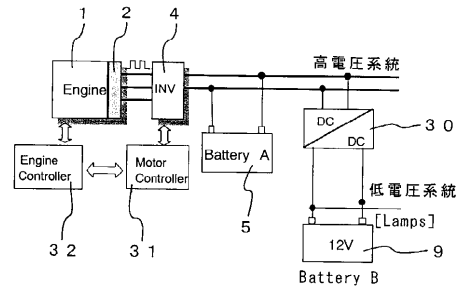 1
2
4
高電圧系統
Engine
INV
DC
DC
30
Battery A
Engine
Controller
Motor
Controller
5
低電圧系統
[Lamps]
32
31
12V
9
Battery B